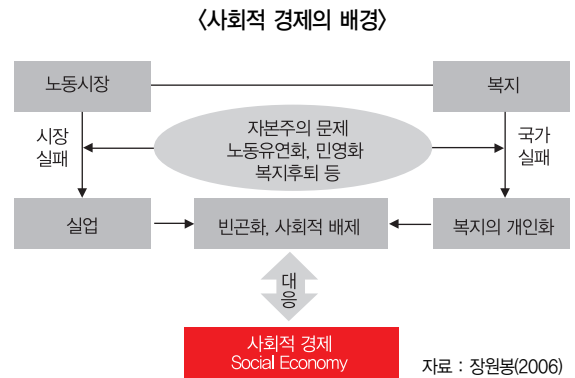 〈사회적 경제의 배경〉
노동시장
복지
시장
실패
자본주의 문제
노동유연화, 민영화
복지후퇴 등
국가
실패
실업
빈곤화, 사회적 배제
복지의 개인화
대
응
사회적 경제
Social Economy
자료 : 장원봉(2006)